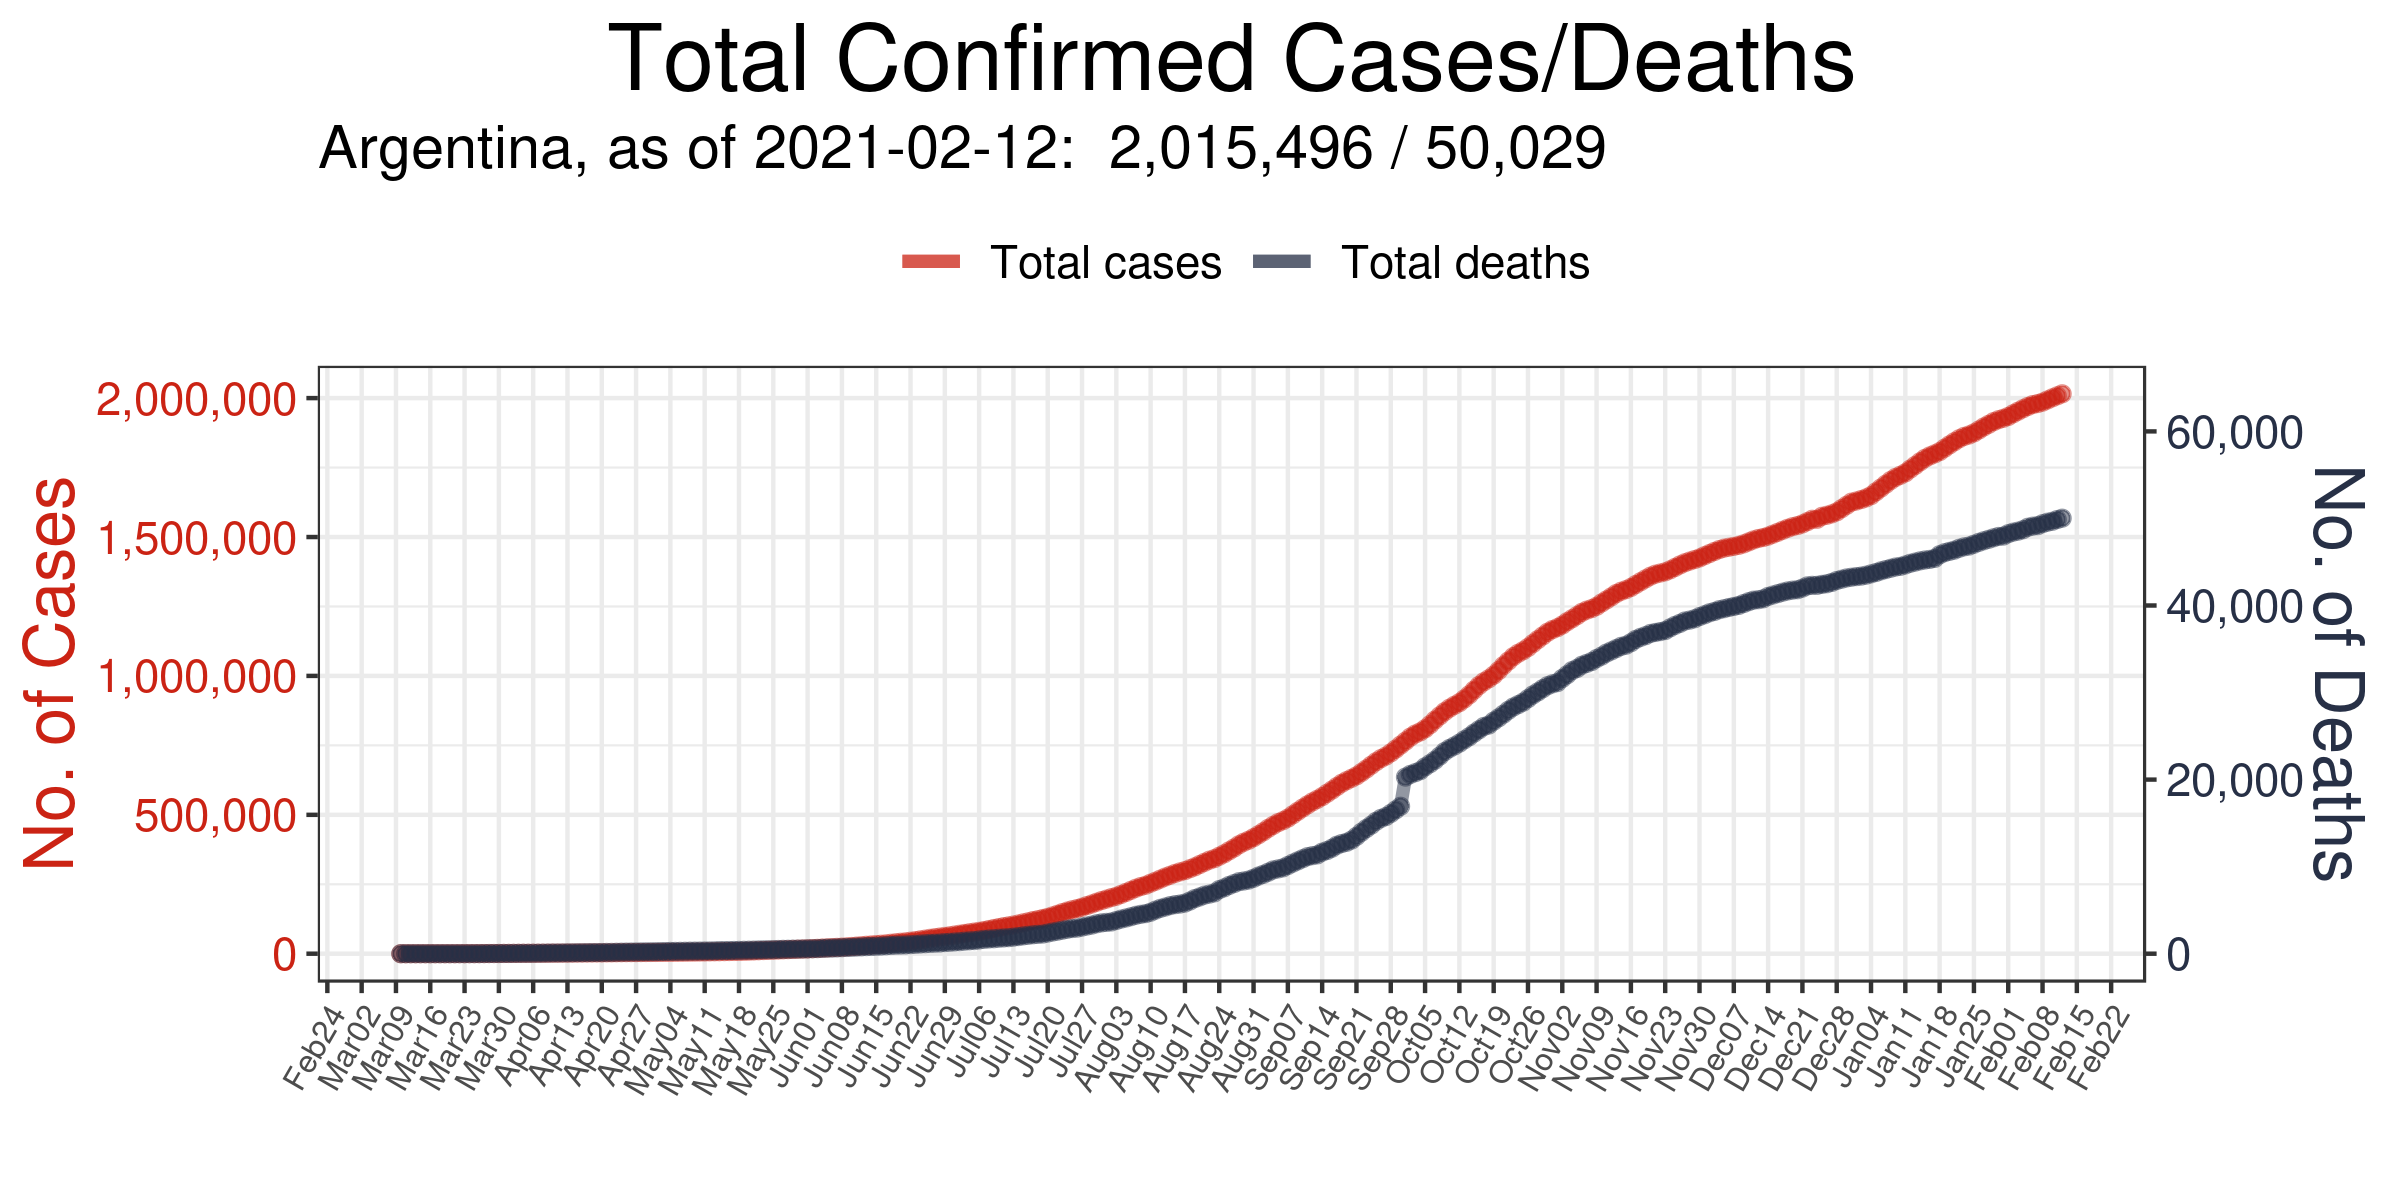 Total Confirmed Cases/Deaths
Argentina, as of 2021-02-12:  2,015,496 / 50,029
Total cases
Total deaths
No. of Cases
2,000,000
1,500,000
1,000,000
500,000
0
60,000
40,000
20,000
0
No. of Deaths
Feb24
Mar02
Mar09
Mar16
Mar23
Mar30
Apr06
Apr13
Apr20
Apr27
May04
May11
May18
May25
Jun01
Jun08
Jun15
Jun22
Jun29
Jul06
Jul13
Jul20
Jul27
Aug03
Aug10
Aug17
Aug24
Aug31
Sep07
Sep14
Sep21
Sep28
Oct05
Oct12
Oct19
Oct26
Nov02
Nov09
Nov16
Nov23
Nov30
Dec07
Dec14
Dec21
Dec28
Jan04
Jan11
Jan18
Jan25
Feb01
Feb08
Feb15
Feb22